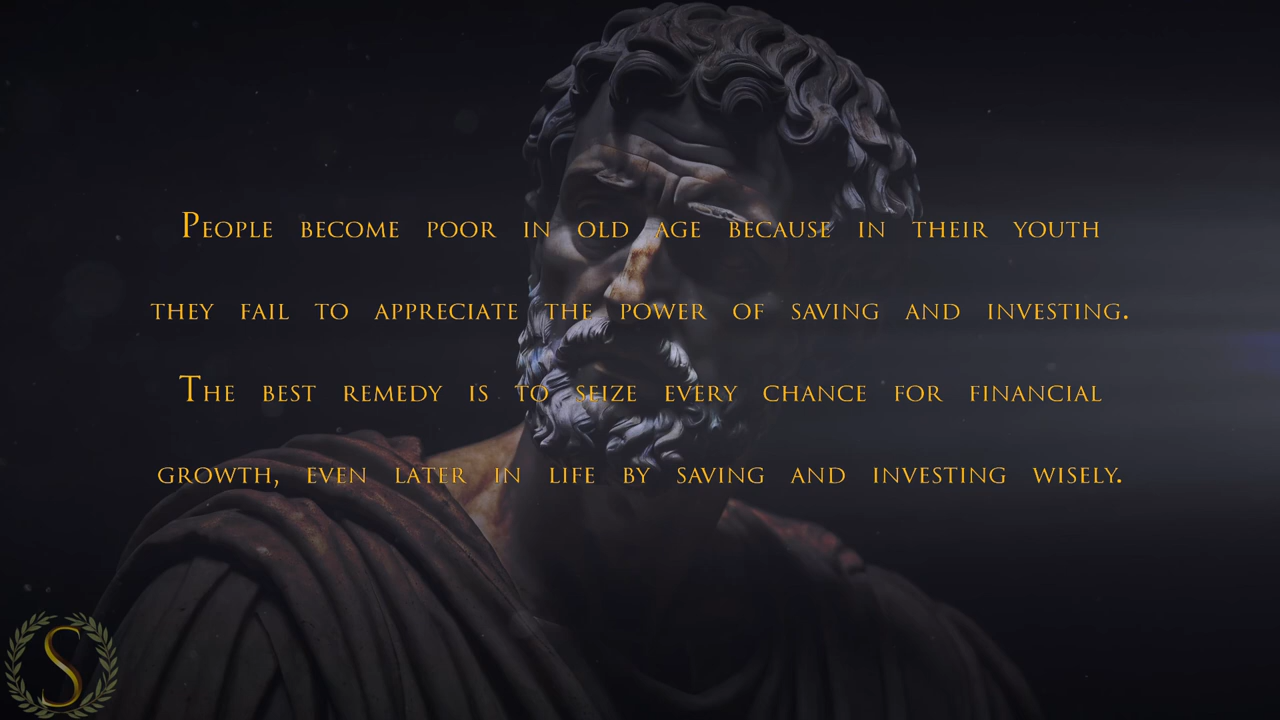 People become poor in old age because in their youth
they fail to appreciate the power of saving and investing.
The best remedy is to seize every chance for financial
growth, even later in life by saving and investing wisely.
S